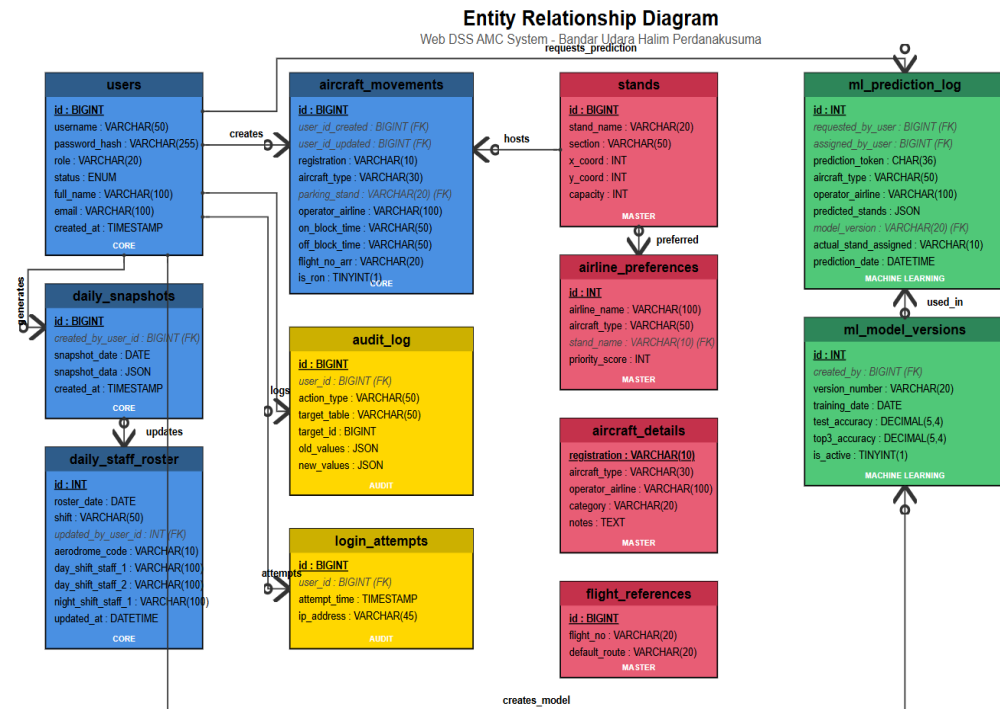 Entity Relationship Diagram
Web DSS AMC System - Bandar Udara Halim Perdanakusuma
requests_prediction
users
id : BIGINT
username : VARCHAR(50)
password_hash : VARCHAR(255)
role : VARCHAR(20)
status : ENUM
full_name : VARCHAR(100)
email : VARCHAR(100)
created_at : TIMESTAMP
CORE
creates
aircraft_movements
id : BIGINT
user_id_created : BIGINT (FK)
user_id_updated : BIGINT (FK)
registration : VARCHAR(10)
aircraft_type : VARCHAR(30)
parking_stand : VARCHAR(20) (FK)
operator_airline : VARCHAR(100)
on_block_time : VARCHAR(50)
off_block_time : VARCHAR(50)
flight_no_arr : VARCHAR(20)
is_ron : TINYINT(1)
CORE
hosts
stands
id : BIGINT
stand_name : VARCHAR(20)
section : VARCHAR(50)
x_coord : INT
y_coord : INT
capacity : INT
MASTER
preferred
ml_prediction_log
id : INT
requested_by_user : BIGINT (FK)
assigned_by_user : BIGINT (FK)
prediction_token : CHAR(36)
aircraft_type : VARCHAR(50)
operator_airline : VARCHAR(100)
predicted_stands : JSON
model_version : VARCHAR(20) (FK)
actual_stand_assigned : VARCHAR(10)
prediction_date : DATETIME
MACHINE LEARNING
used_in
generates
daily_snapshots
id : BIGINT
created_by_user_id : BIGINT (FK)
snapshot_date : DATE
snapshot_data : JSON
created_at : TIMESTAMP
CORE
updates
logs
audit_log
id : BIGINT
user_id : BIGINT (FK)
action_type : VARCHAR(50)
target_table : VARCHAR(50)
target_id : BIGINT
old_values : JSON
new_values : JSON
AUDIT
airline_preferences
id : INT
airline_name : VARCHAR(100)
aircraft_type : VARCHAR(50)
stand_name : VARCHAR(10) (FK)
priority_score : INT
MASTER
ml_model_versions
id : INT
created_by : BIGINT (FK)
version_number : VARCHAR(20)
training_date : DATE
test_accuracy : DECIMAL(5,4)
top3_accuracy : DECIMAL(5,4)
is_active : TINYINT(1)
MACHINE LEARNING
daily_staff_roster
id : INT
roster_date : DATE
shift : VARCHAR(50)
updated_by_user_id : INT (FK)
aerodrome_code : VARCHAR(10)
day_shift_staff_1 : VARCHAR(100)
day_shift_staff_2 : VARCHAR(100)
night_shift_staff_1 : VARCHAR(100)
updated_at : DATETIME
CORE
attempts
login_attempts
id : BIGINT
user_id : BIGINT (FK)
attempt_time : TIMESTAMP
ip_address : VARCHAR(45)
AUDIT
aircraft_details
registration : VARCHAR(10)
aircraft_type : VARCHAR(30)
operator_airline : VARCHAR(100)
category : VARCHAR(20)
notes : TEXT
MASTER
flight_references
id : BIGINT
flight_no : VARCHAR(20)
default_route : VARCHAR(20)
MASTER
creates_model